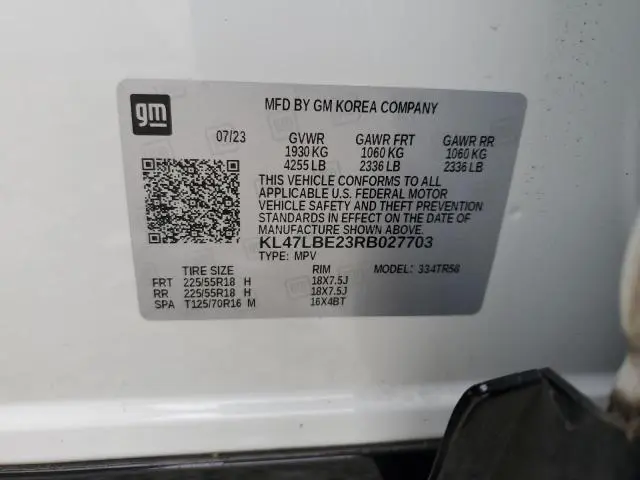 gm
MFD BY GM KOREA COMPANY
07/23 GVWR GAWR FRT GAWR RR
1930 KG 1060 KG 1060 KG
4255 LB 2336 LB 2336 LB
THIS VEHICLE CONFORMS TO ALL
APPLICABLE U.S. FEDERAL MOTOR
VEHICLE SAFETY AND THEFT PREVENTION
STANDARDS IN EFFECT ON THE DATE OF
MANUFACTURE SHOWN ABOVE.
KL47LBE23RB027703
TYPE: MPV MODEL: 334TR58
TIRE SIZE RIM
FRT 225/55R18 H 18X7.5J
RR 225/55R18 H 18X7.5J
SPA T125/70R16 M 16X4BT